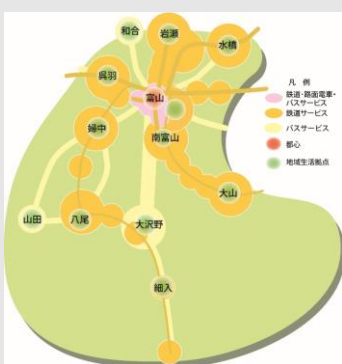 和合
岩瀬
水橋
呉羽
富山
婦中
南富山
大山
山田
八尾
大沢野
細入
凡　例
鉄道・路面電車・
バスサービス
鉄道サービス
バスサービス
都心
地域生活拠点